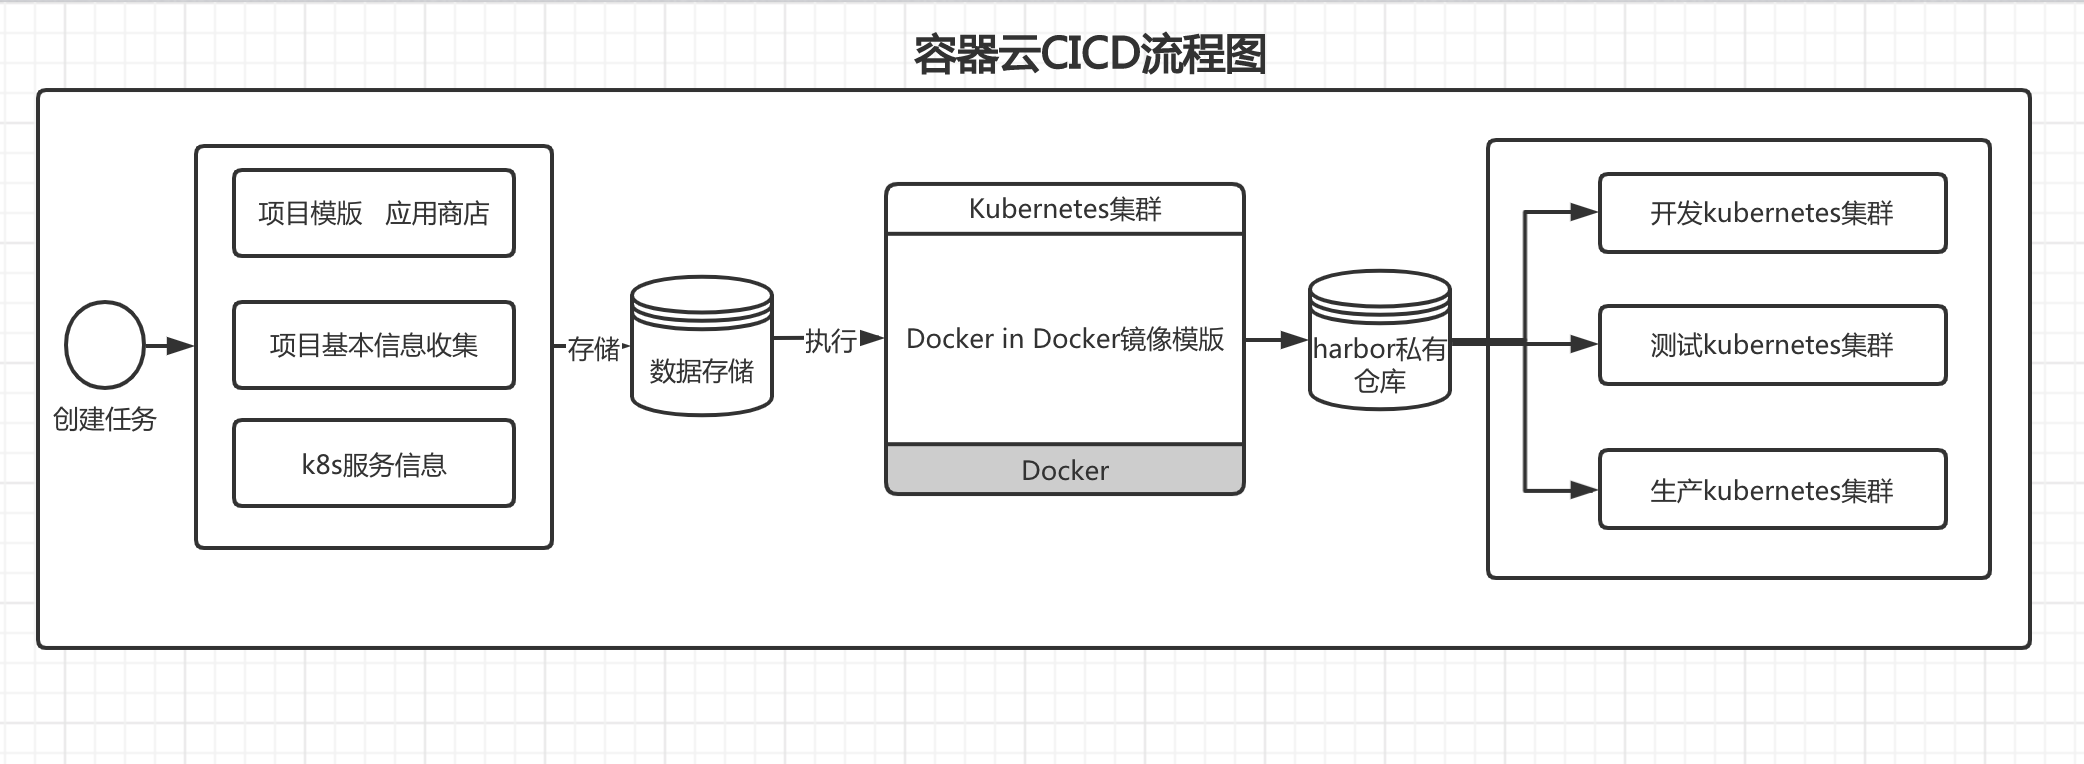 容器云CICD流程图
创建任务
项目模版 应用商店
项目基本信息收集
k8s服务信息
存储
数据存储
执行
Kubernetes集群
Docker in Docker镜像模版
Docker
harbor私有
仓库
开发kubernetes集群
测试kubernetes集群
生产kubernetes集群